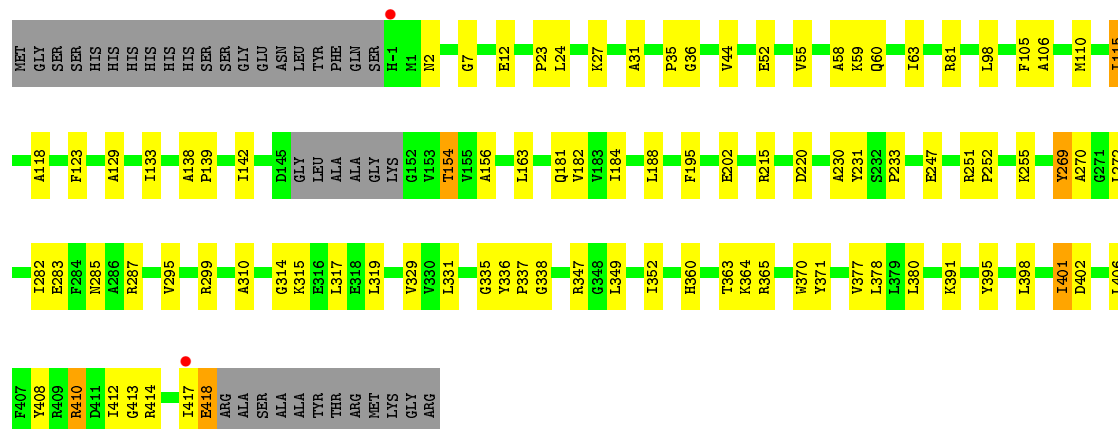 MET GLY SER SER HIS HIS HIS HIS HIS HIS SER SER GLY GLU ASN LEU TYR PHE GLN SER H-1 M1 N2 G7 E12 P23 L24 K27 A31 P35 G36 V44 E52 V55 A58 K59 Q60 I63 R81 L98 F105 A106 M110 I115
A118 F123 A129 I133 A138 P139 I142 D145 GLY LEU ALA ALA GLY LYS G152 V153 T154 V155 A156 L163 Q181 V182 V183 I184 L188 F195 E202 R215 D220 A230 Y231 S232 P233 E247 R251 P252 K255 Y269 A270 G271 L272
I282 E283 F284 N285 A286 R287 V295 R299 A310 G314 K315 E316 L317 E318 L319 V329 V330 L331 G335 Y336 P337 G338 R347 G348 L349 I352 H360 T363 K364 R365 W370 Y371 V377 L378 L379 L380 K391 Y395 L398 I401 D402 L406
F407 Y408 R409 R410 D411 I412 G413 R414 I417 E418 ARG ALA SER ALA ALA TYR THR ARG MET LYS GLY ARG